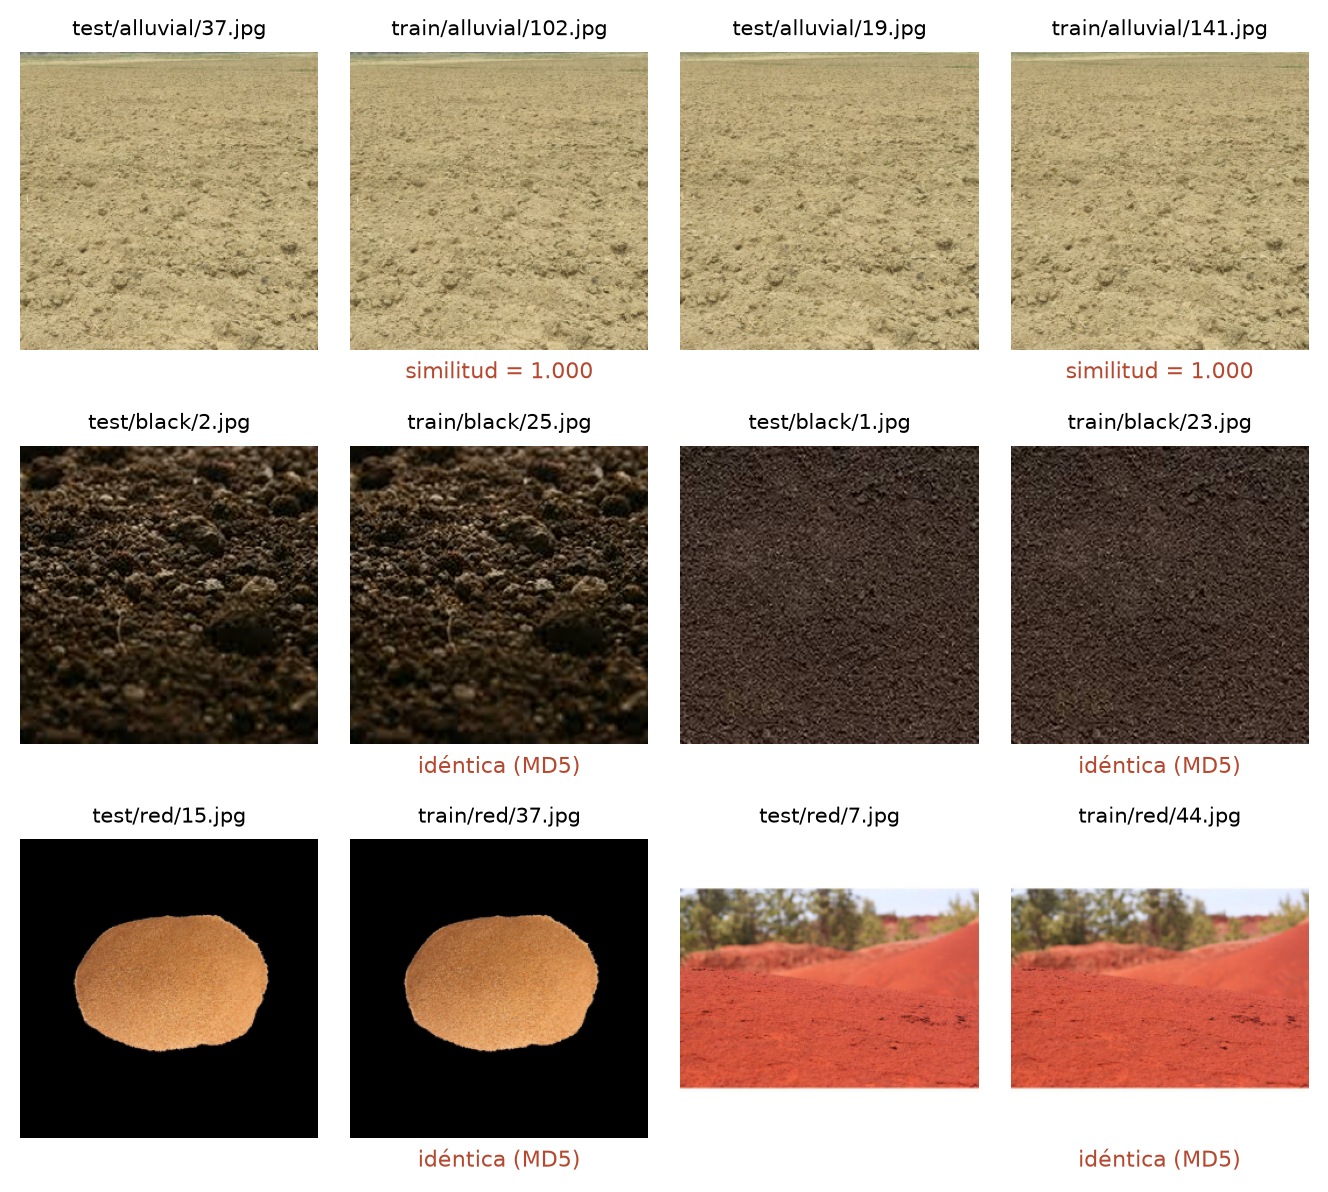 test/alluvial/37.jpg
train/alluvial/102.jpg
test/alluvial/19.jpg
train/alluvial/141.jpg
similitud = 1.000
similitud = 1.000
test/black/2.jpg
train/black/25.jpg
test/black/1.jpg
train/black/23.jpg
idéntica (MD5)
idéntica (MD5)
test/red/15.jpg
train/red/37.jpg
test/red/7.jpg
train/red/44.jpg
idéntica (MD5)
idéntica (MD5)